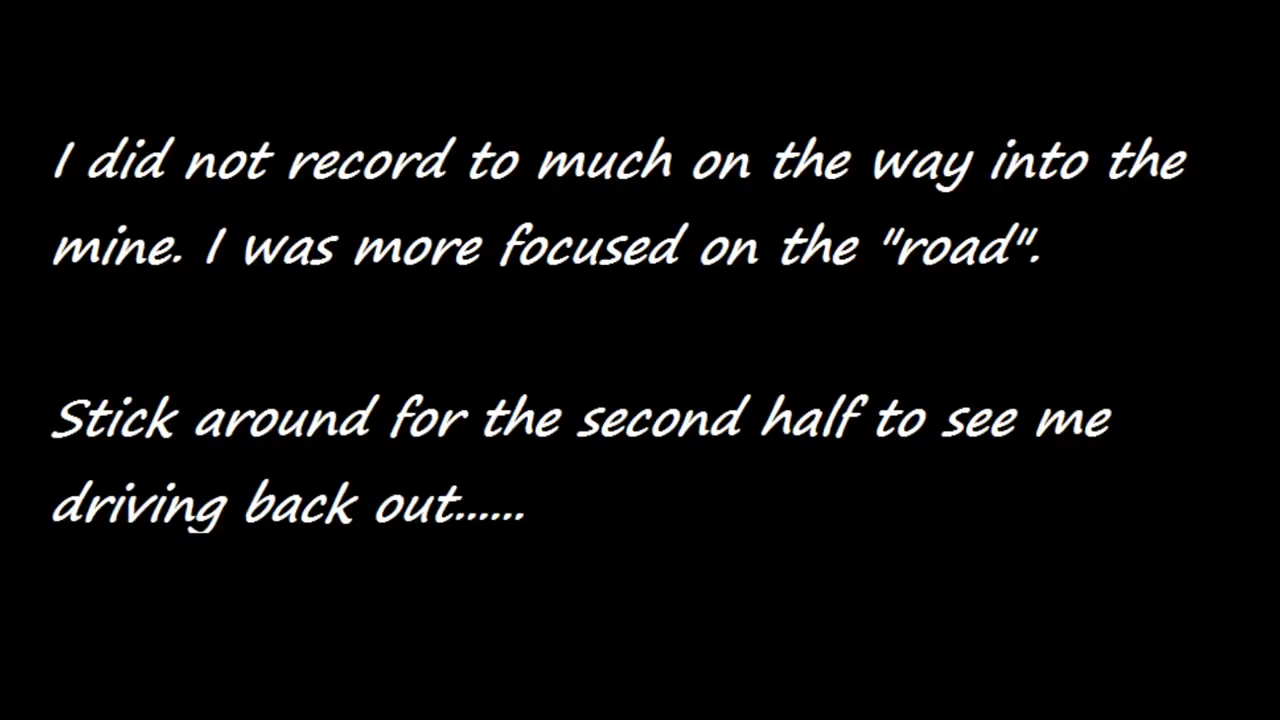 I did not record to much on the way into the
mine. I was more focused on the "road".
Stick around for the second half to see me
driving back out......